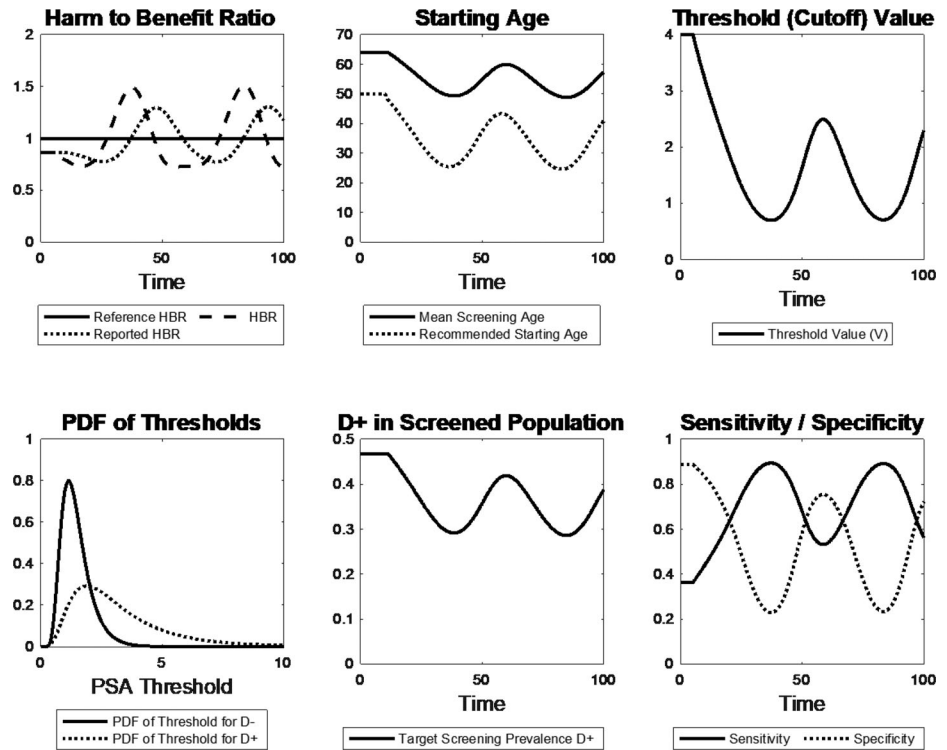 Harm to Benefit Ratio
2
1.5
1
0.5
0
0 50 100
Time
Reference HBR HBR
Reported HBR
Starting Age
70
60
50
40
30
20
10
0
0 50 100
Time
Mean Screening Age
Recommended Starting Age
Threshold (Cutoff) Value
4
3
2
1
0
0 50 100
Time
Threshold Value (V)
PDF of Thresholds
1
0.8
0.6
0.4
0.2
0
0 5 10
PSA Threshold
PDF of Threshold for D-
PDF of Threshold for D+
D+ in Screened Population
0.5
0.4
0.3
0.2
0.1
0
0 50 100
Time
Target Screening Prevalence D+
Sensitivity / Specificity
1
0.8
0.6
0.4
0.2
0
0 50 100
Time
Sensitivity Specificity